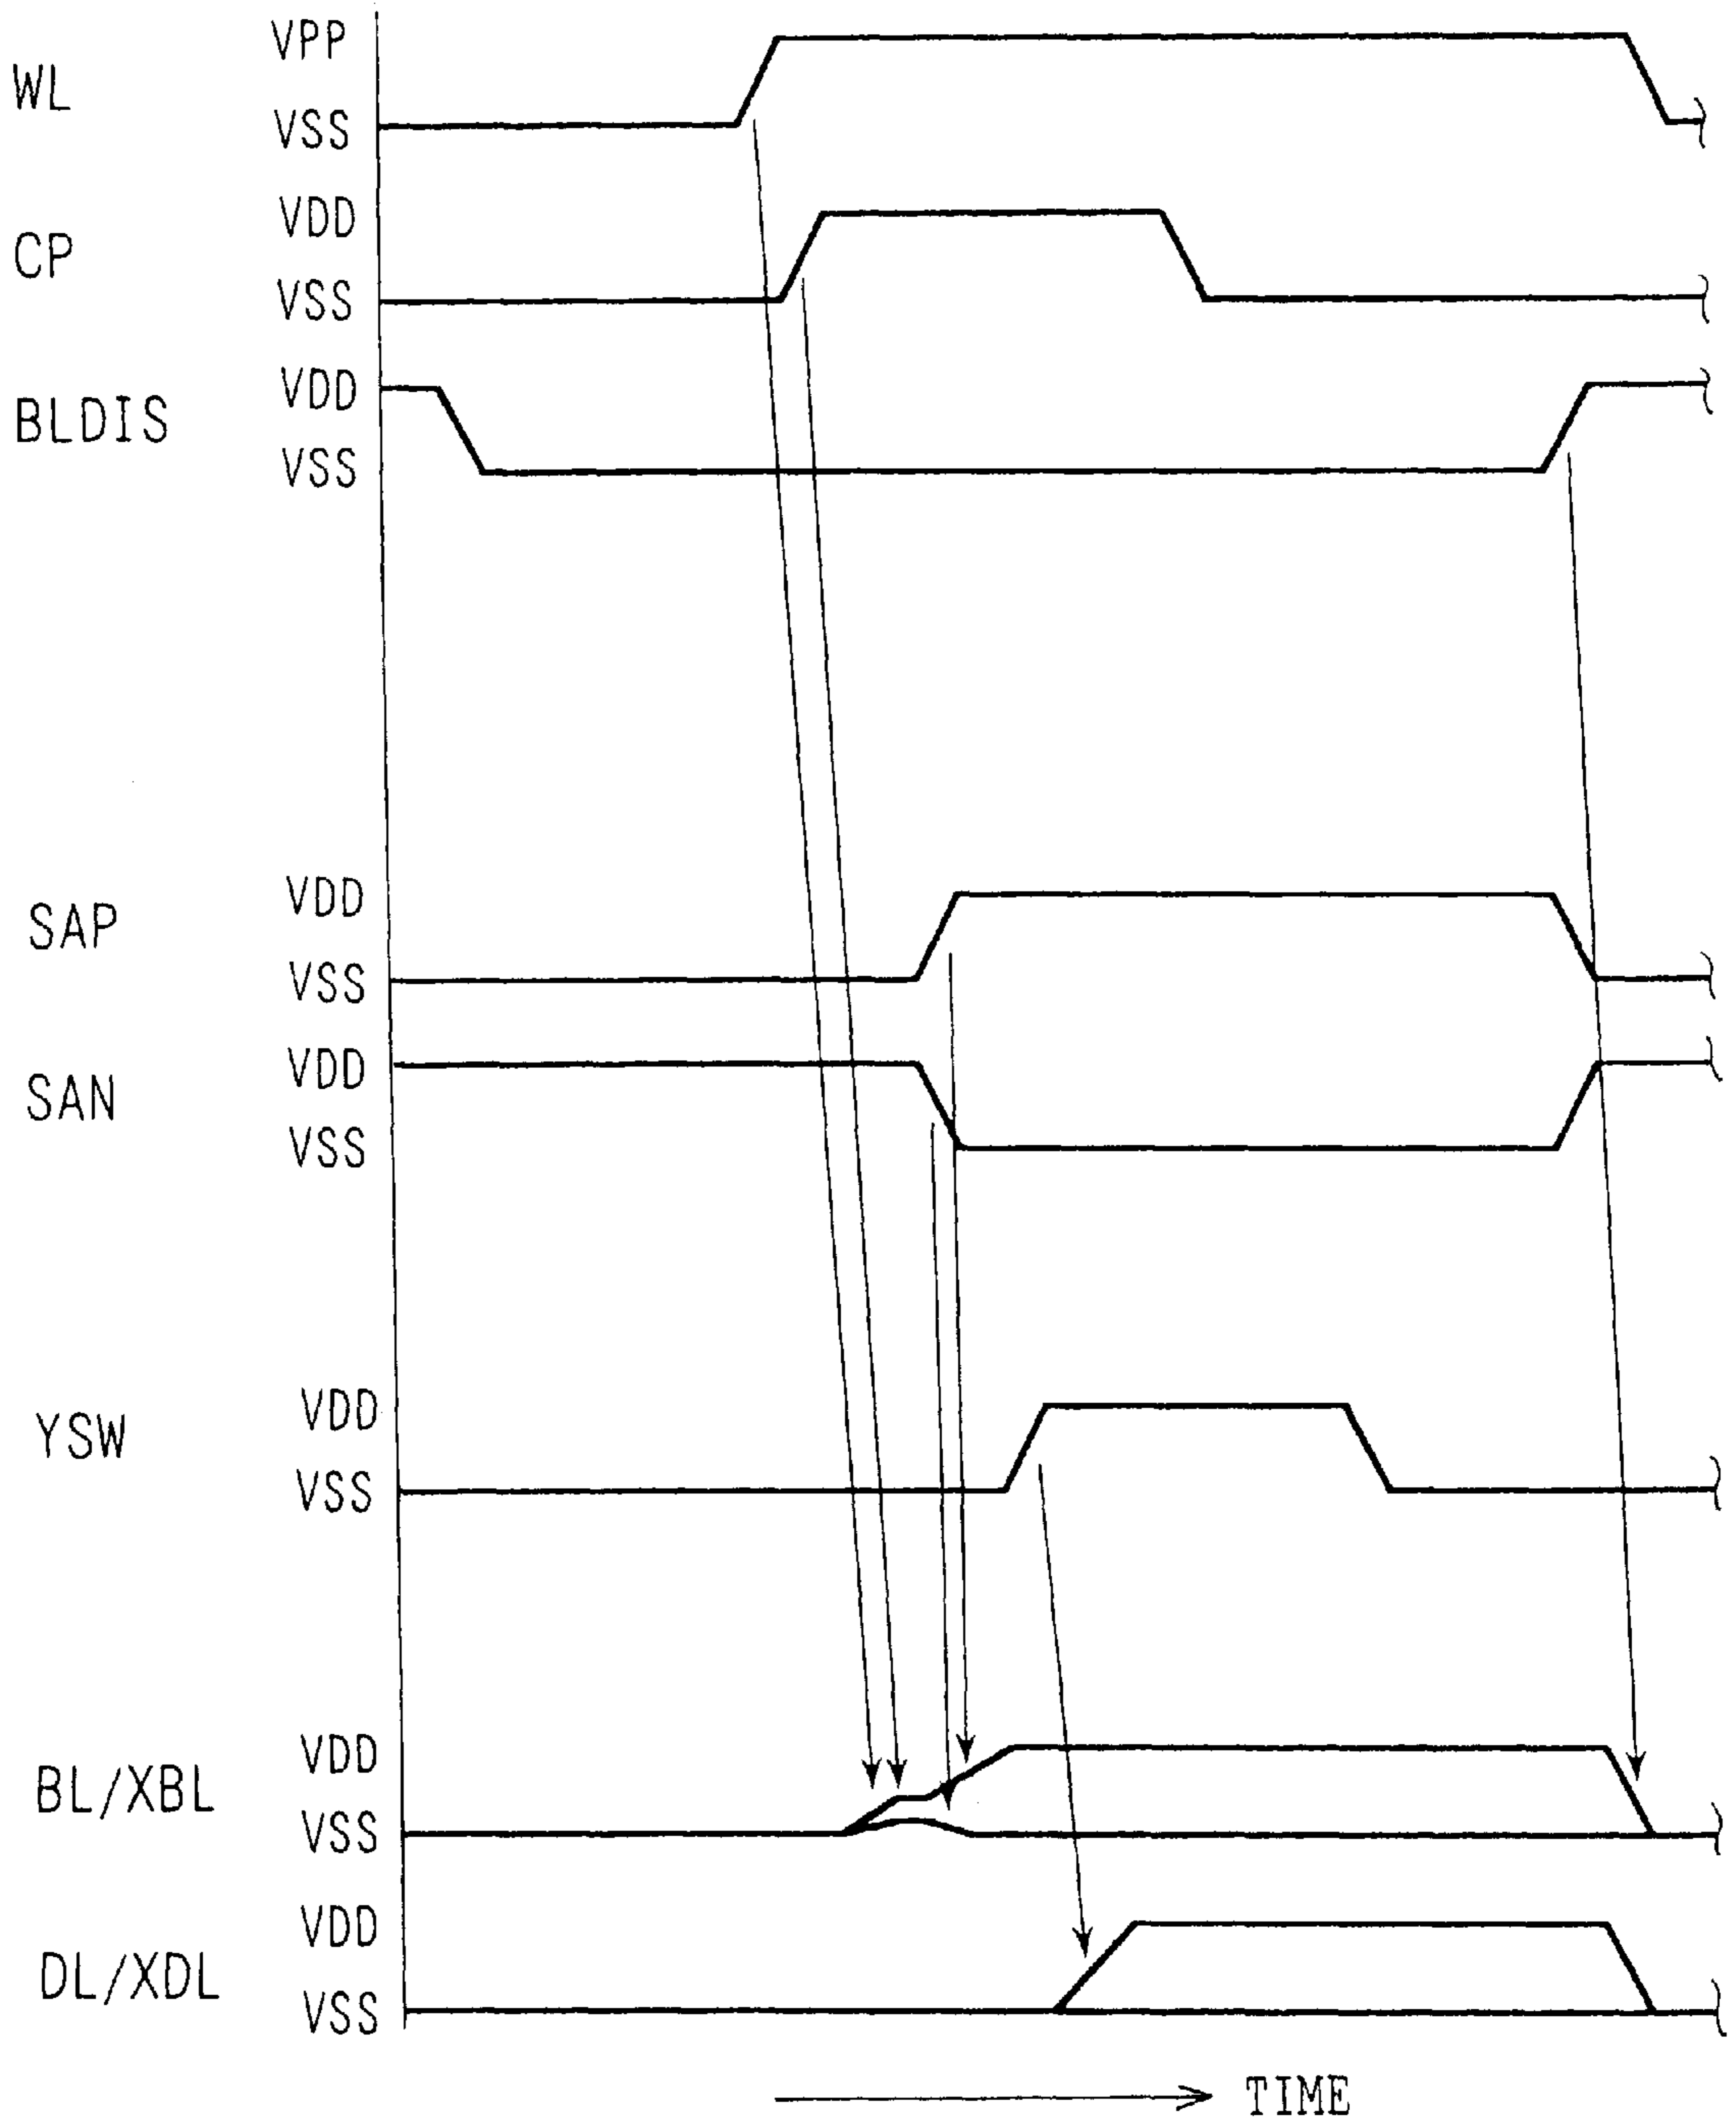 WL
VPP
VSS
CP
VDD
VSS
BLDIS
VDD
VSS
SAP
VDD
VSS
SAN
VDD
VSS
YSW
VDD
VSS
BL/XBL
VDD
VSS
DL/XDL
VDD
VSS
TIME